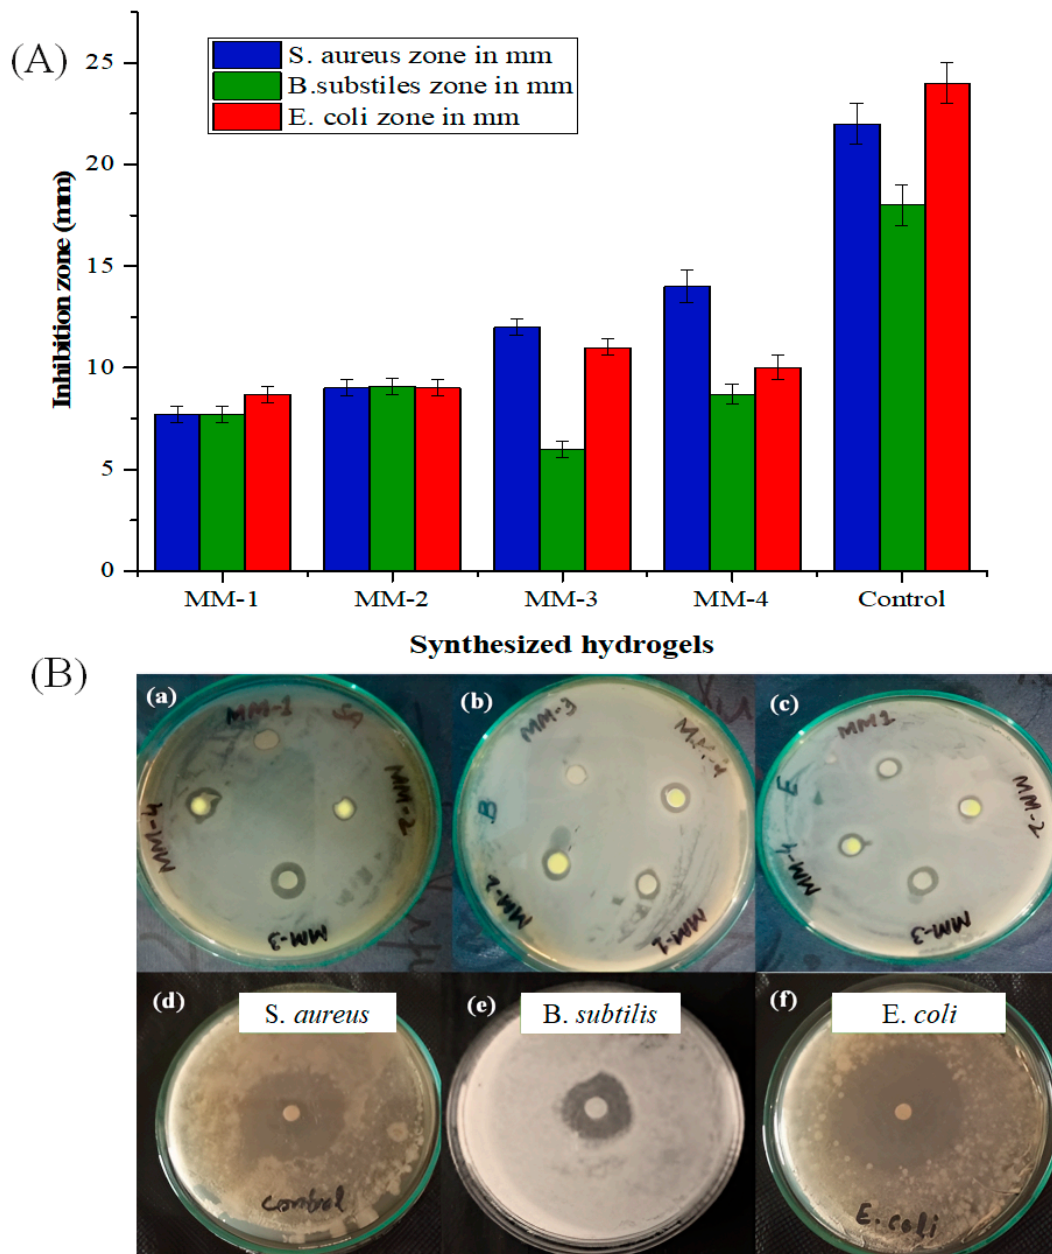 (A)
S. aureus zone in mm
B.substiles zone in mm
E. coli zone in mm
Inhibition zone (mm)
25
20
15
10
5
0
MM-1 MM-2 MM-3 MM-4 Control
Synthesized hydrogels
(B)
(a)
MM-1 SA
MM-2
MM-4
MM-3
(b)
MM-3
MM-4
B
MM-2
MM-1
(c)
MM1
E
MM-2
MM-4
MM-3
(d)
S. aureus
control
(e)
B. subtilis
(f)
E. coli
E. coli